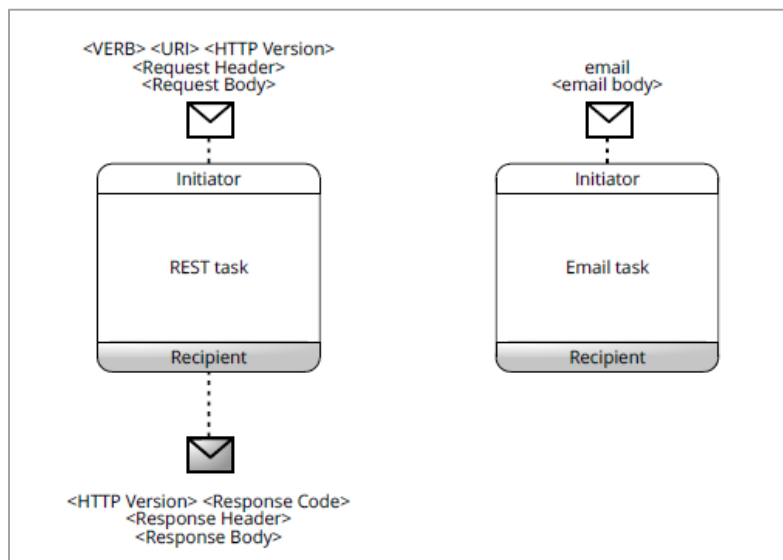 <VERB> <URI> <HTTP Version>
<Request Header>
<Request Body>
Initiator
REST task
Recipient
<HTTP Version> <Response Code>
<Response Header>
<Response Body>
email
<email body>
Initiator
Email task
Recipient